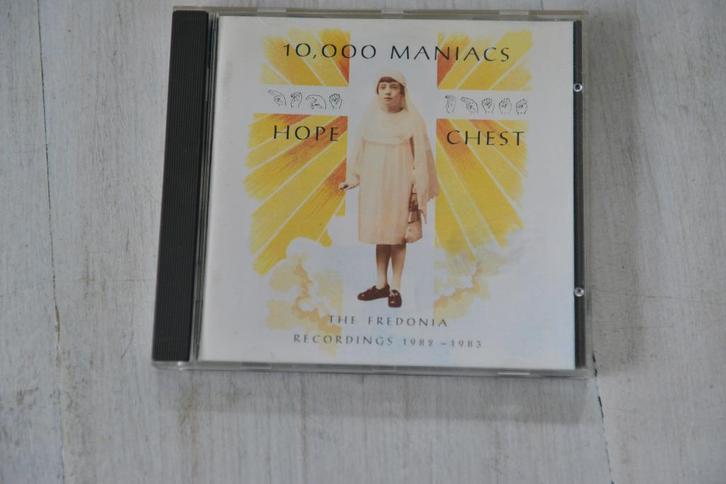 10,000 MANIACS
HOPE CHEST
THE FREDONIA
RECORDINGS 1982-1983